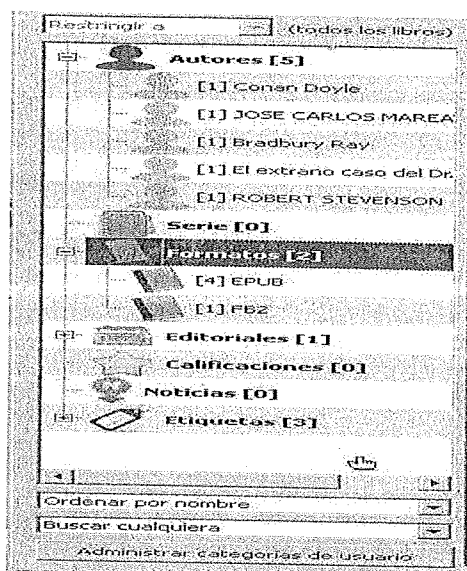 Restringir a (todos los libros)
Autores [5]
[1] Conan Doyle
[1] JOSE CARLOS MAREA
[1] Bradbury Ray
[1] El extrano caso del Dr.
[1] ROBERT STEVENSON
Serie [0]
Formatos [2]
[4] EPUB
[1] FB2
Editoriales [1]
Calificaciones [0]
Noticias [0]
Etiquetas [3]
Ordenar por nombre
Buscar cualquiera
Administrar categorías de usuario